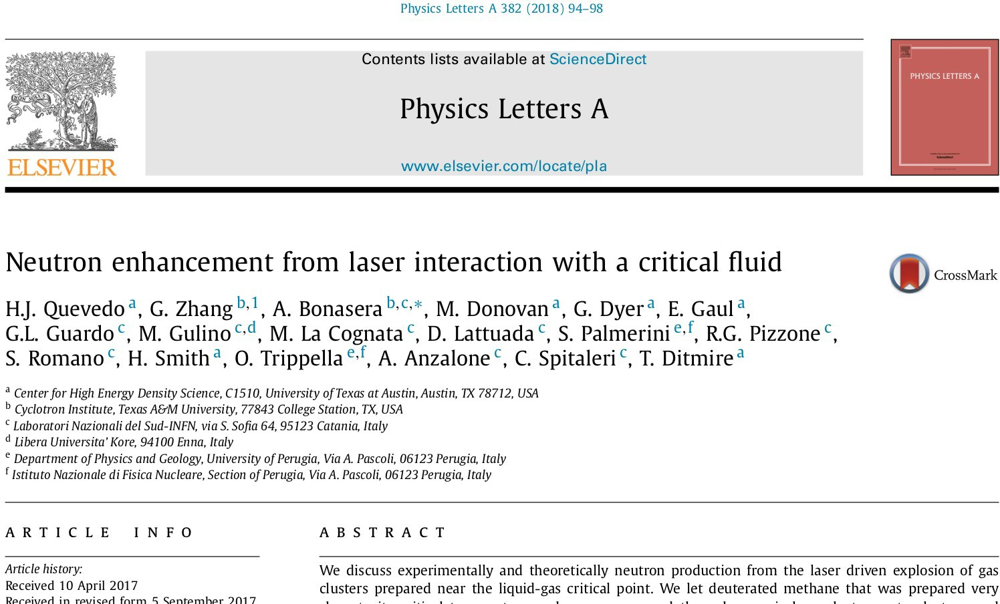 Physics Letters A 382 (2018) 94–98
NON SOLUS
ELSEVIER
Contents lists available at ScienceDirect
Physics Letters A
www.elsevier.com/locate/pla
PHYSICS LETTERS A
ScienceDirect
Neutron enhancement from laser interaction with a critical fluid
CrossMark
H.J. Quevedo a, G. Zhang b,1, A. Bonasera b,c,∗, M. Donovan a, G. Dyer a, E. Gaul a,
G.L. Guardo c, M. Gulino c,d, M. La Cognata c, D. Lattuada c, S. Palmerini e,f, R.G. Pizzone c,
S. Romano c, H. Smith a, O. Trippella e,f, A. Anzalone c, C. Spitaleri c, T. Ditmire a
a Center for High Energy Density Science, C1510, University of Texas at Austin, Austin, TX 78712, USA
b Cyclotron Institute, Texas A&M University, 77843 College Station, TX, USA
c Laboratori Nazionali del Sud-INFN, via S. Sofia 64, 95123 Catania, Italy
d Libera Universita’ Kore, 94100 Enna, Italy
e Department of Physics and Geology, University of Perugia, Via A. Pascoli, 06123 Perugia, Italy
f Istituto Nazionale di Fisica Nucleare, Section of Perugia, Via A. Pascoli, 06123 Perugia, Italy
ARTICLE INFO
Article history:
Received 10 April 2017
Received in revised form 5 September 2017
ABSTRACT
We discuss experimentally and theoretically neutron production from the laser driven explosion of gas
clusters prepared near the liquid-gas critical point. We let deuterated methane that was prepared very